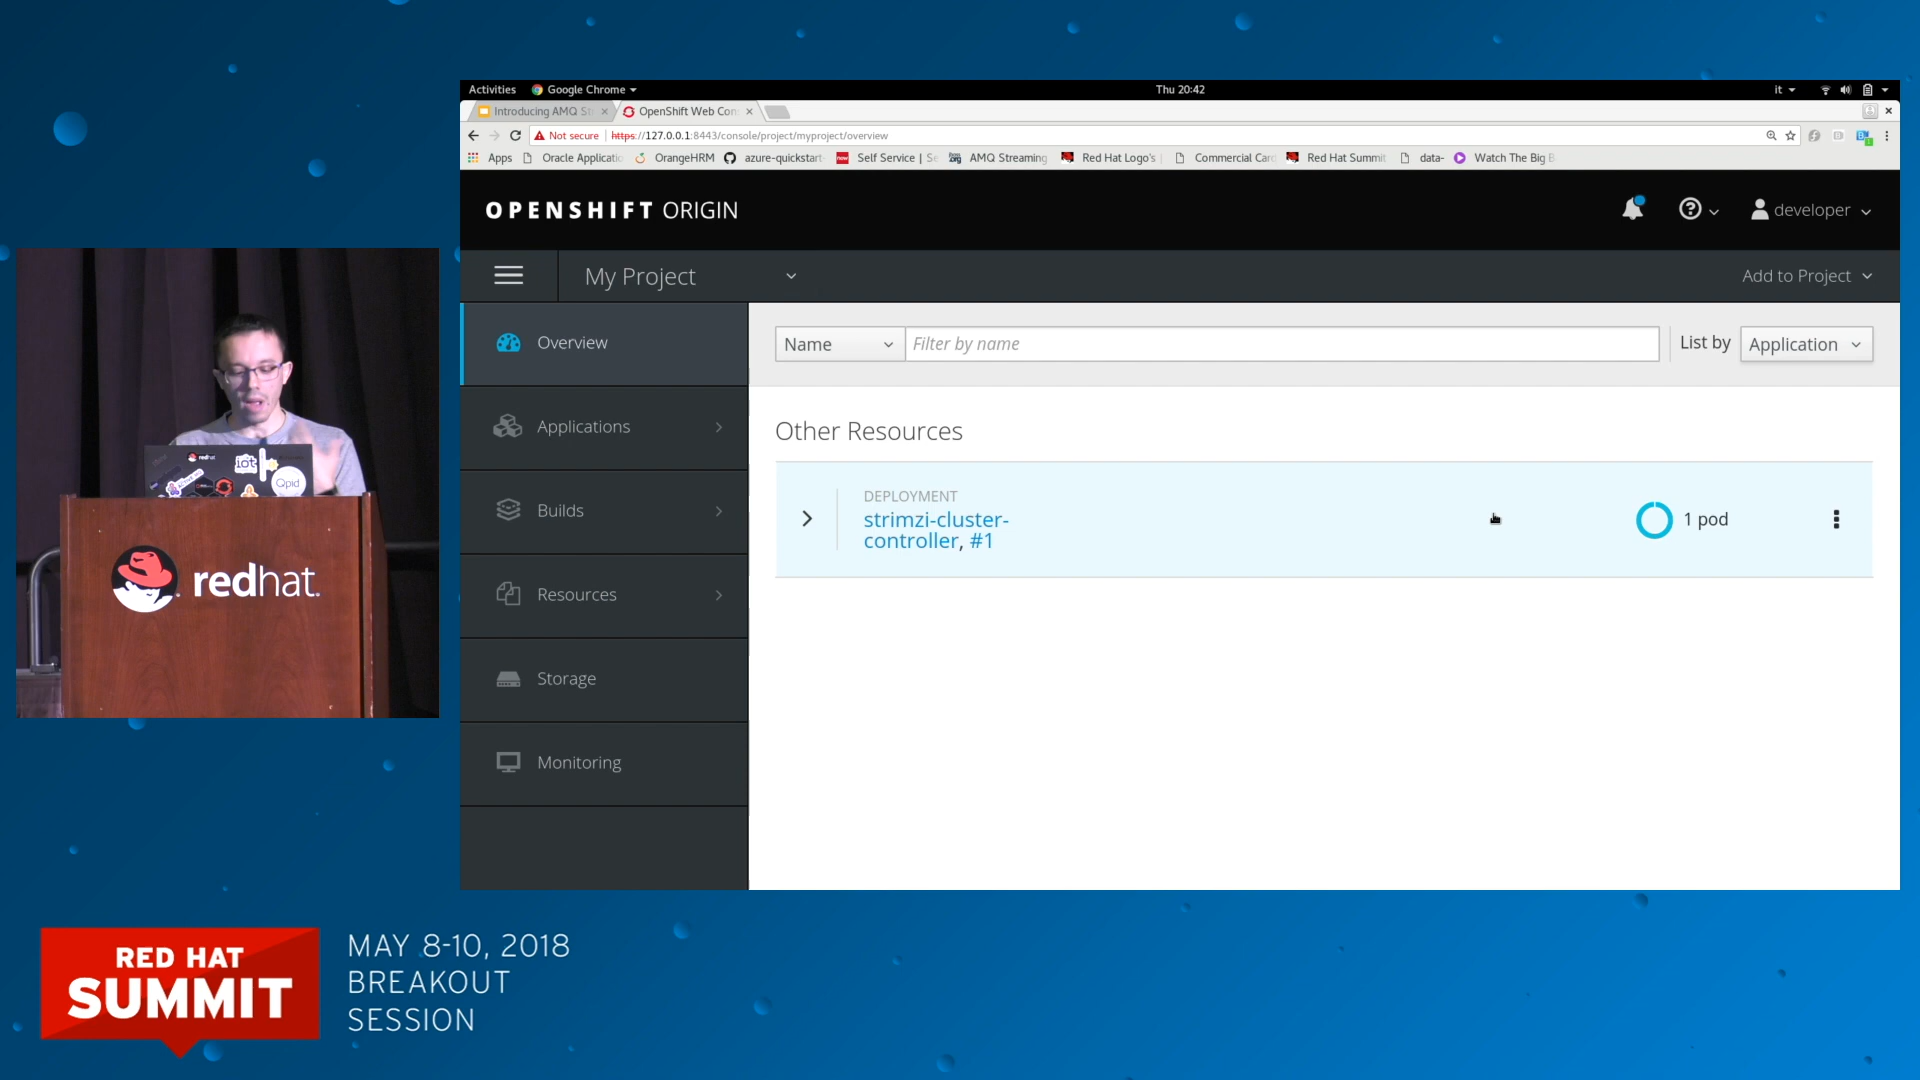 Activities Google Chrome Thu 20:42 it
Introducing AMQ St OpenShift Web Con
Not secure https://127.0.0.1:8443/console/project/myproject/overview
Apps Oracle Applicatio OrangeHRM azure-quickstart Self Service | Se AMQ Streaming Red Hat Logo's | Commercial Card Red Hat Summit data- Watch The Big B
OPENSHIFT ORIGIN developer
My Project Add to Project
Overview
Applications
Builds
Resources
Storage
Monitoring
Name Filter by name List by Application
Other Resources
DEPLOYMENT
strimzi-cluster-
controller, #1
1 pod
redhat
iot
Qpid
redhat.
RED HAT
SUMMIT
MAY 8-10, 2018
BREAKOUT
SESSION